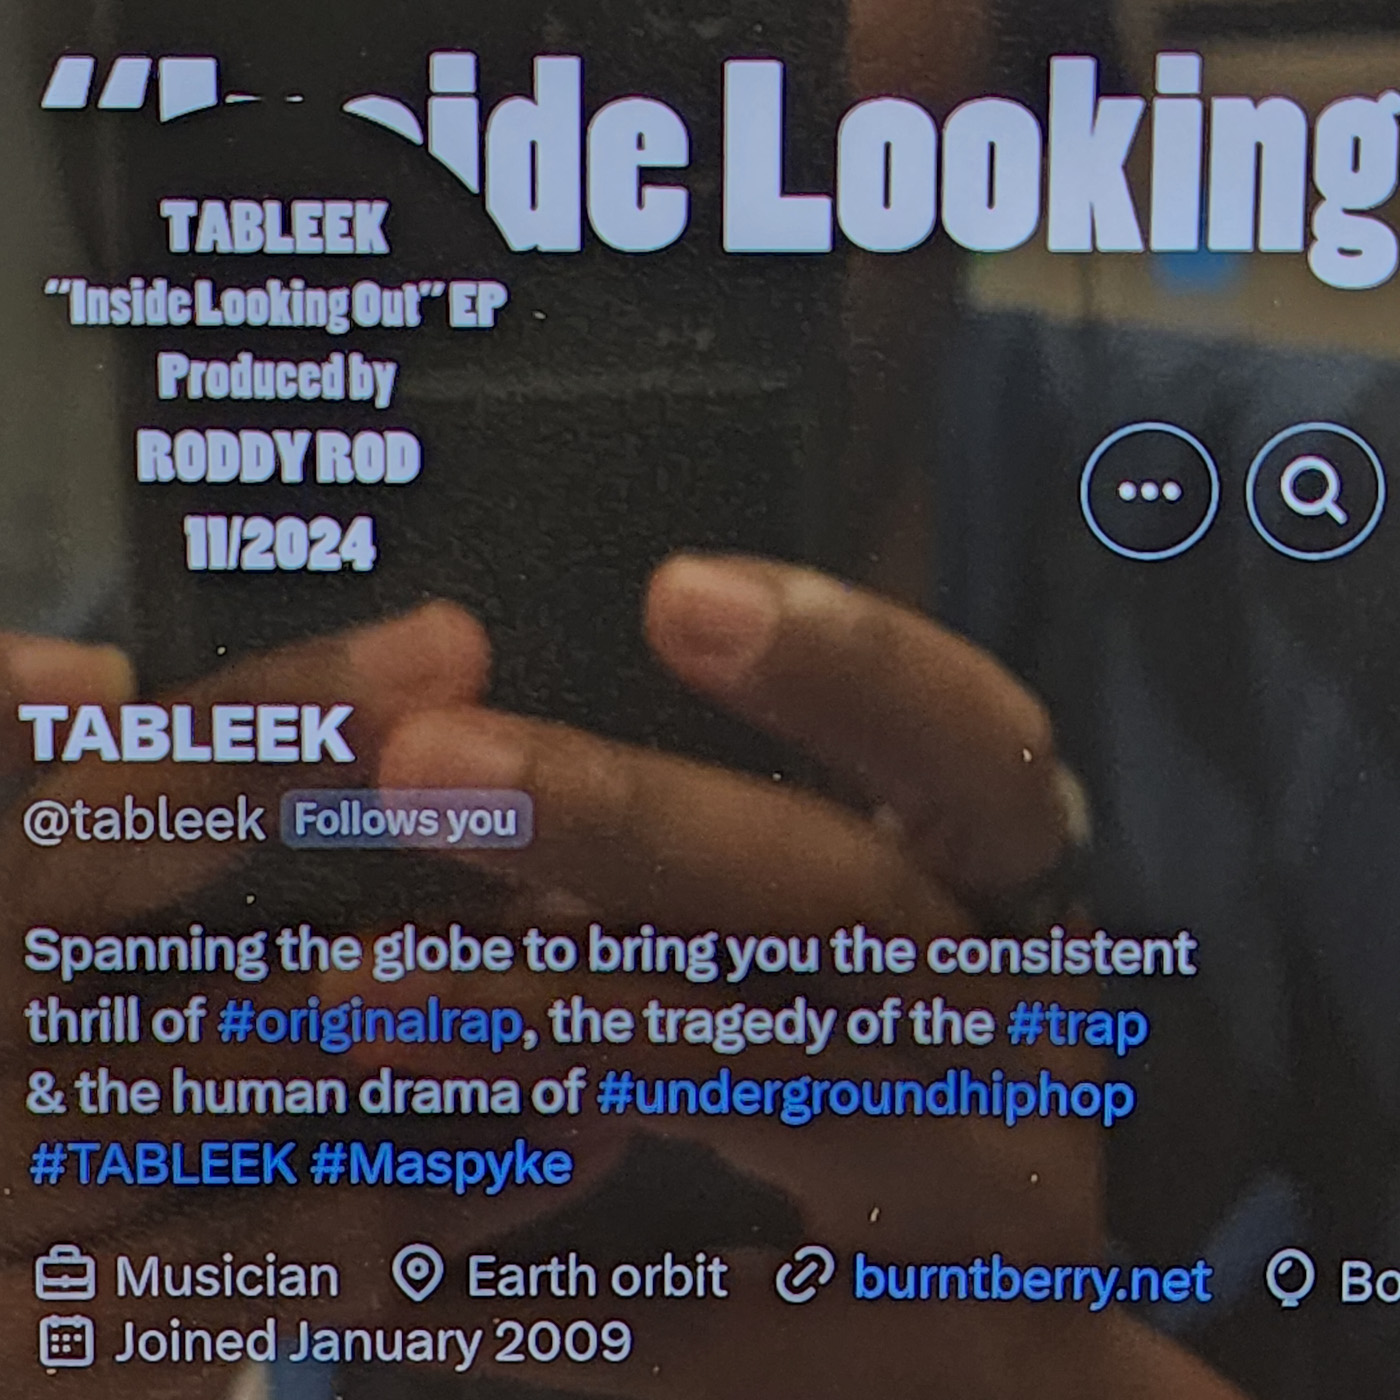 ide Looking
TABLEEK
“Inside Looking Out” EP
Produced by
RODDY ROD
11/2024
TABLEEK
@tableek Follows you
Spanning the globe to bring you the consistent
thrill of #originalrap, the tragedy of the #trap
& the human drama of #undergroundhiphop
#TABLEEK #Maspyke
Musician Earth orbit burntberry.net Bo
Joined January 2009